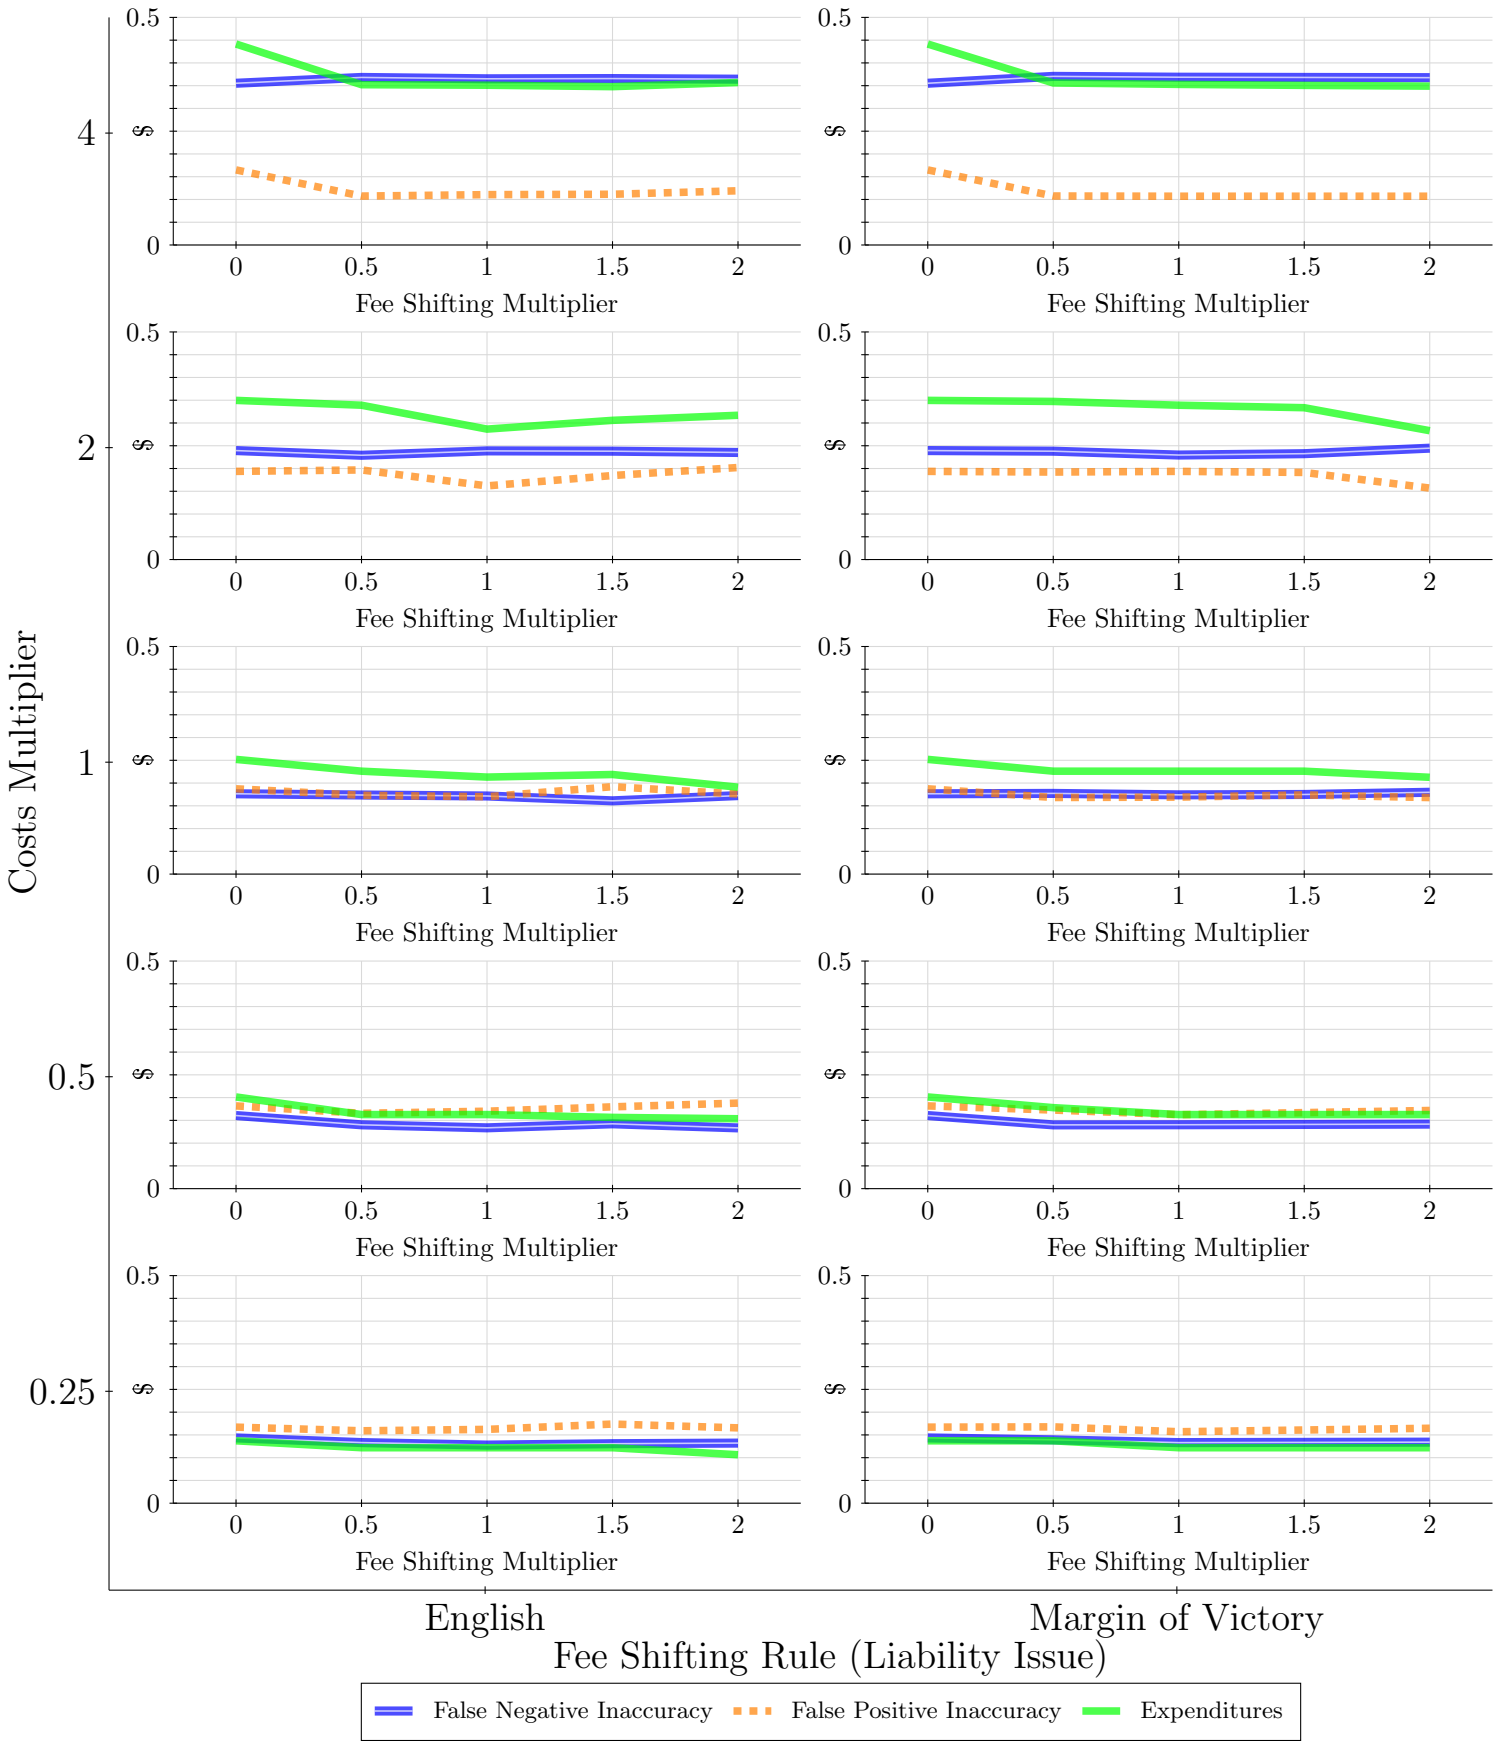 0.5
$
0
0 0.5 1 1.5 2
Fee Shifting Multiplier
0.5
$
0
0 0.5 1 1.5 2
Fee Shifting Multiplier
4
0.5
$
0
0 0.5 1 1.5 2
Fee Shifting Multiplier
0.5
$
0
0 0.5 1 1.5 2
Fee Shifting Multiplier
2
0.5
$
0
0 0.5 1 1.5 2
Fee Shifting Multiplier
0.5
$
0
0 0.5 1 1.5 2
Fee Shifting Multiplier
1
Costs Multiplier
0.5
$
0
0 0.5 1 1.5 2
Fee Shifting Multiplier
0.5
$
0
0 0.5 1 1.5 2
Fee Shifting Multiplier
0.5
0.5
$
0
0 0.5 1 1.5 2
Fee Shifting Multiplier
0.5
$
0
0 0.5 1 1.5 2
Fee Shifting Multiplier
0.25
English
Margin of Victory
Fee Shifting Rule (Liability Issue)
False Negative Inaccuracy False Positive Inaccuracy Expenditures